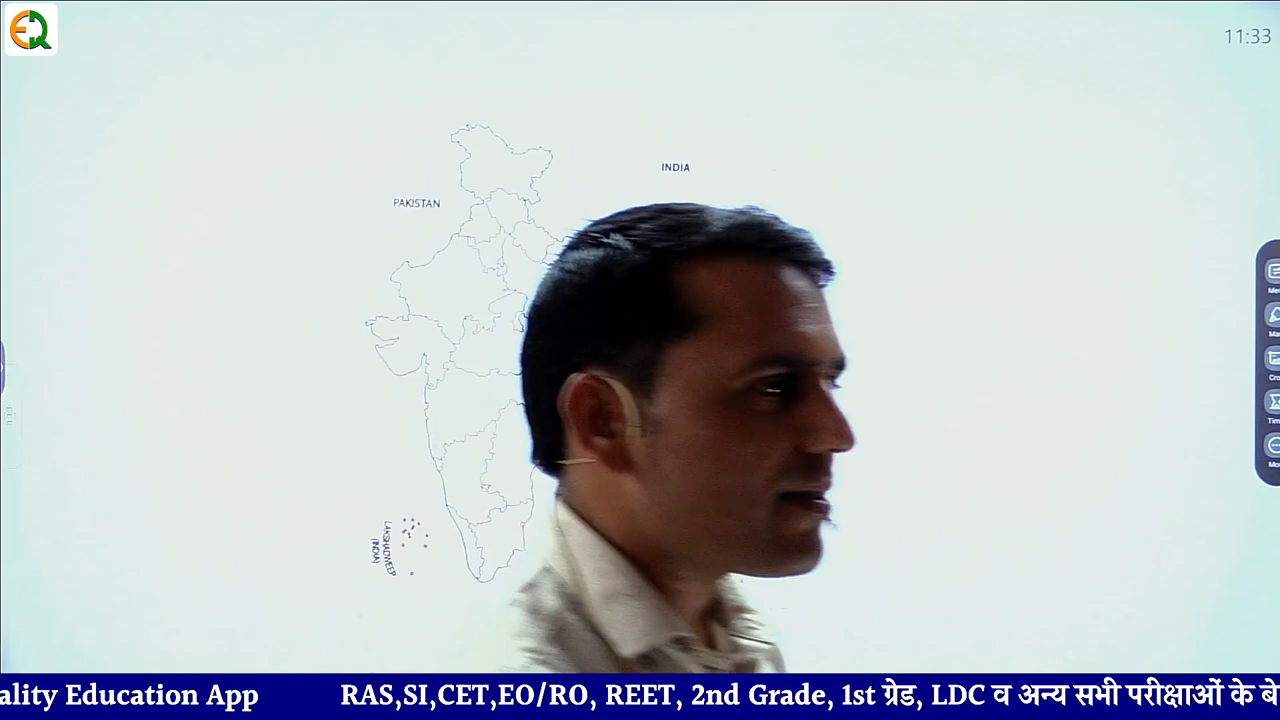 11:33
INDIA
PAKISTAN
LAKSHADWEEP
(INDIA)
ality Education App RAS,SI,CET,EO/RO, REET, 2nd Grade, 1st ग्रेड, LDC व अन्य सभी परीक्षाओं के बे